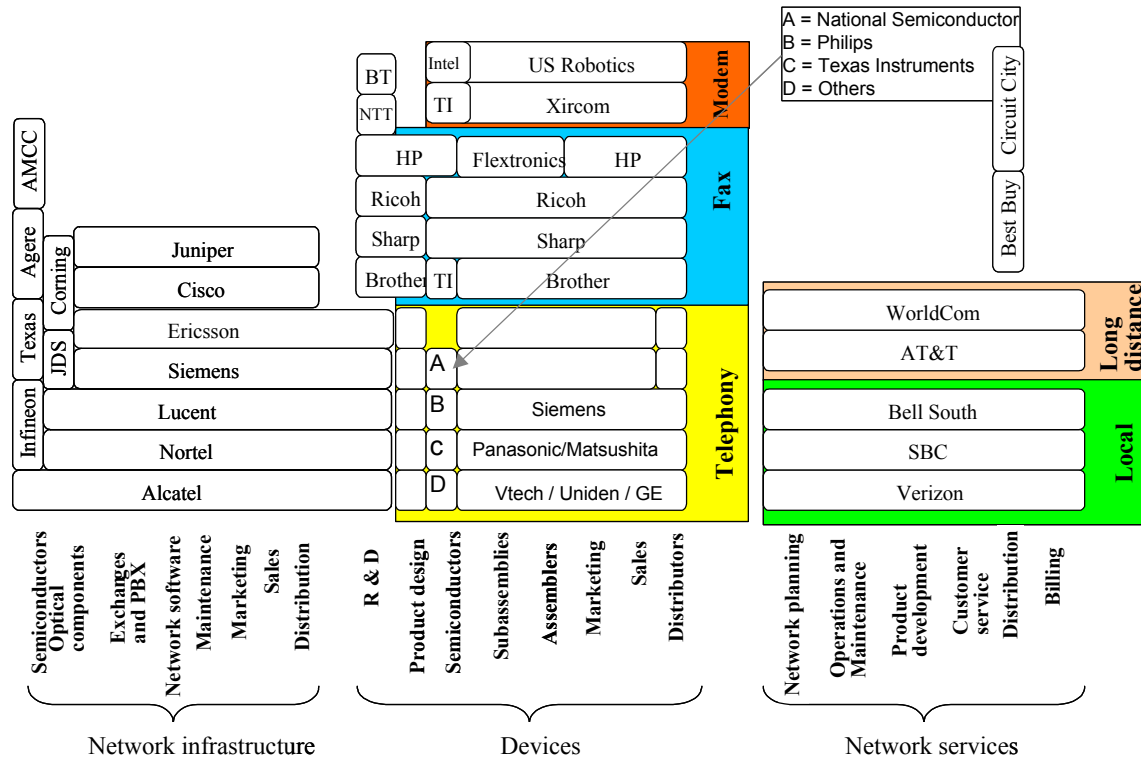 A = National Semiconductor
B = Philips
C = Texas Instruments
D = Others
Circuit City
Best Buy
BT
NTT
Intel
US Robotics
TI
Xircom
Modem
HP
Flextronics
HP
Ricoh
Ricoh
Sharp
Sharp
Brother
TI
Brother
Fax
AMCC
Agere
Texas
Infineon
Corning
JDS
Juniper
Cisco
Ericsson
Siemens
Lucent
Nortel
Alcatel
A
B
Siemens
C
Panasonic/Matsushita
D
Vtech / Uniden / GE
Telephony
WorldCom
AT&T
Long
distance
Bell South
SBC
Verizon
Local
Semiconductors
Optical
components
Exchanges
and PBX
Network software
Maintenance
Marketing
Sales
Distribution
R & D
Product design
Semiconductors
Subassemblies
Assemblers
Marketing
Sales
Distributors
Network planning
Operations and
Maintenance
Product
development
Customer
service
Distribution
Billing
Network infrastructure
Devices
Network services